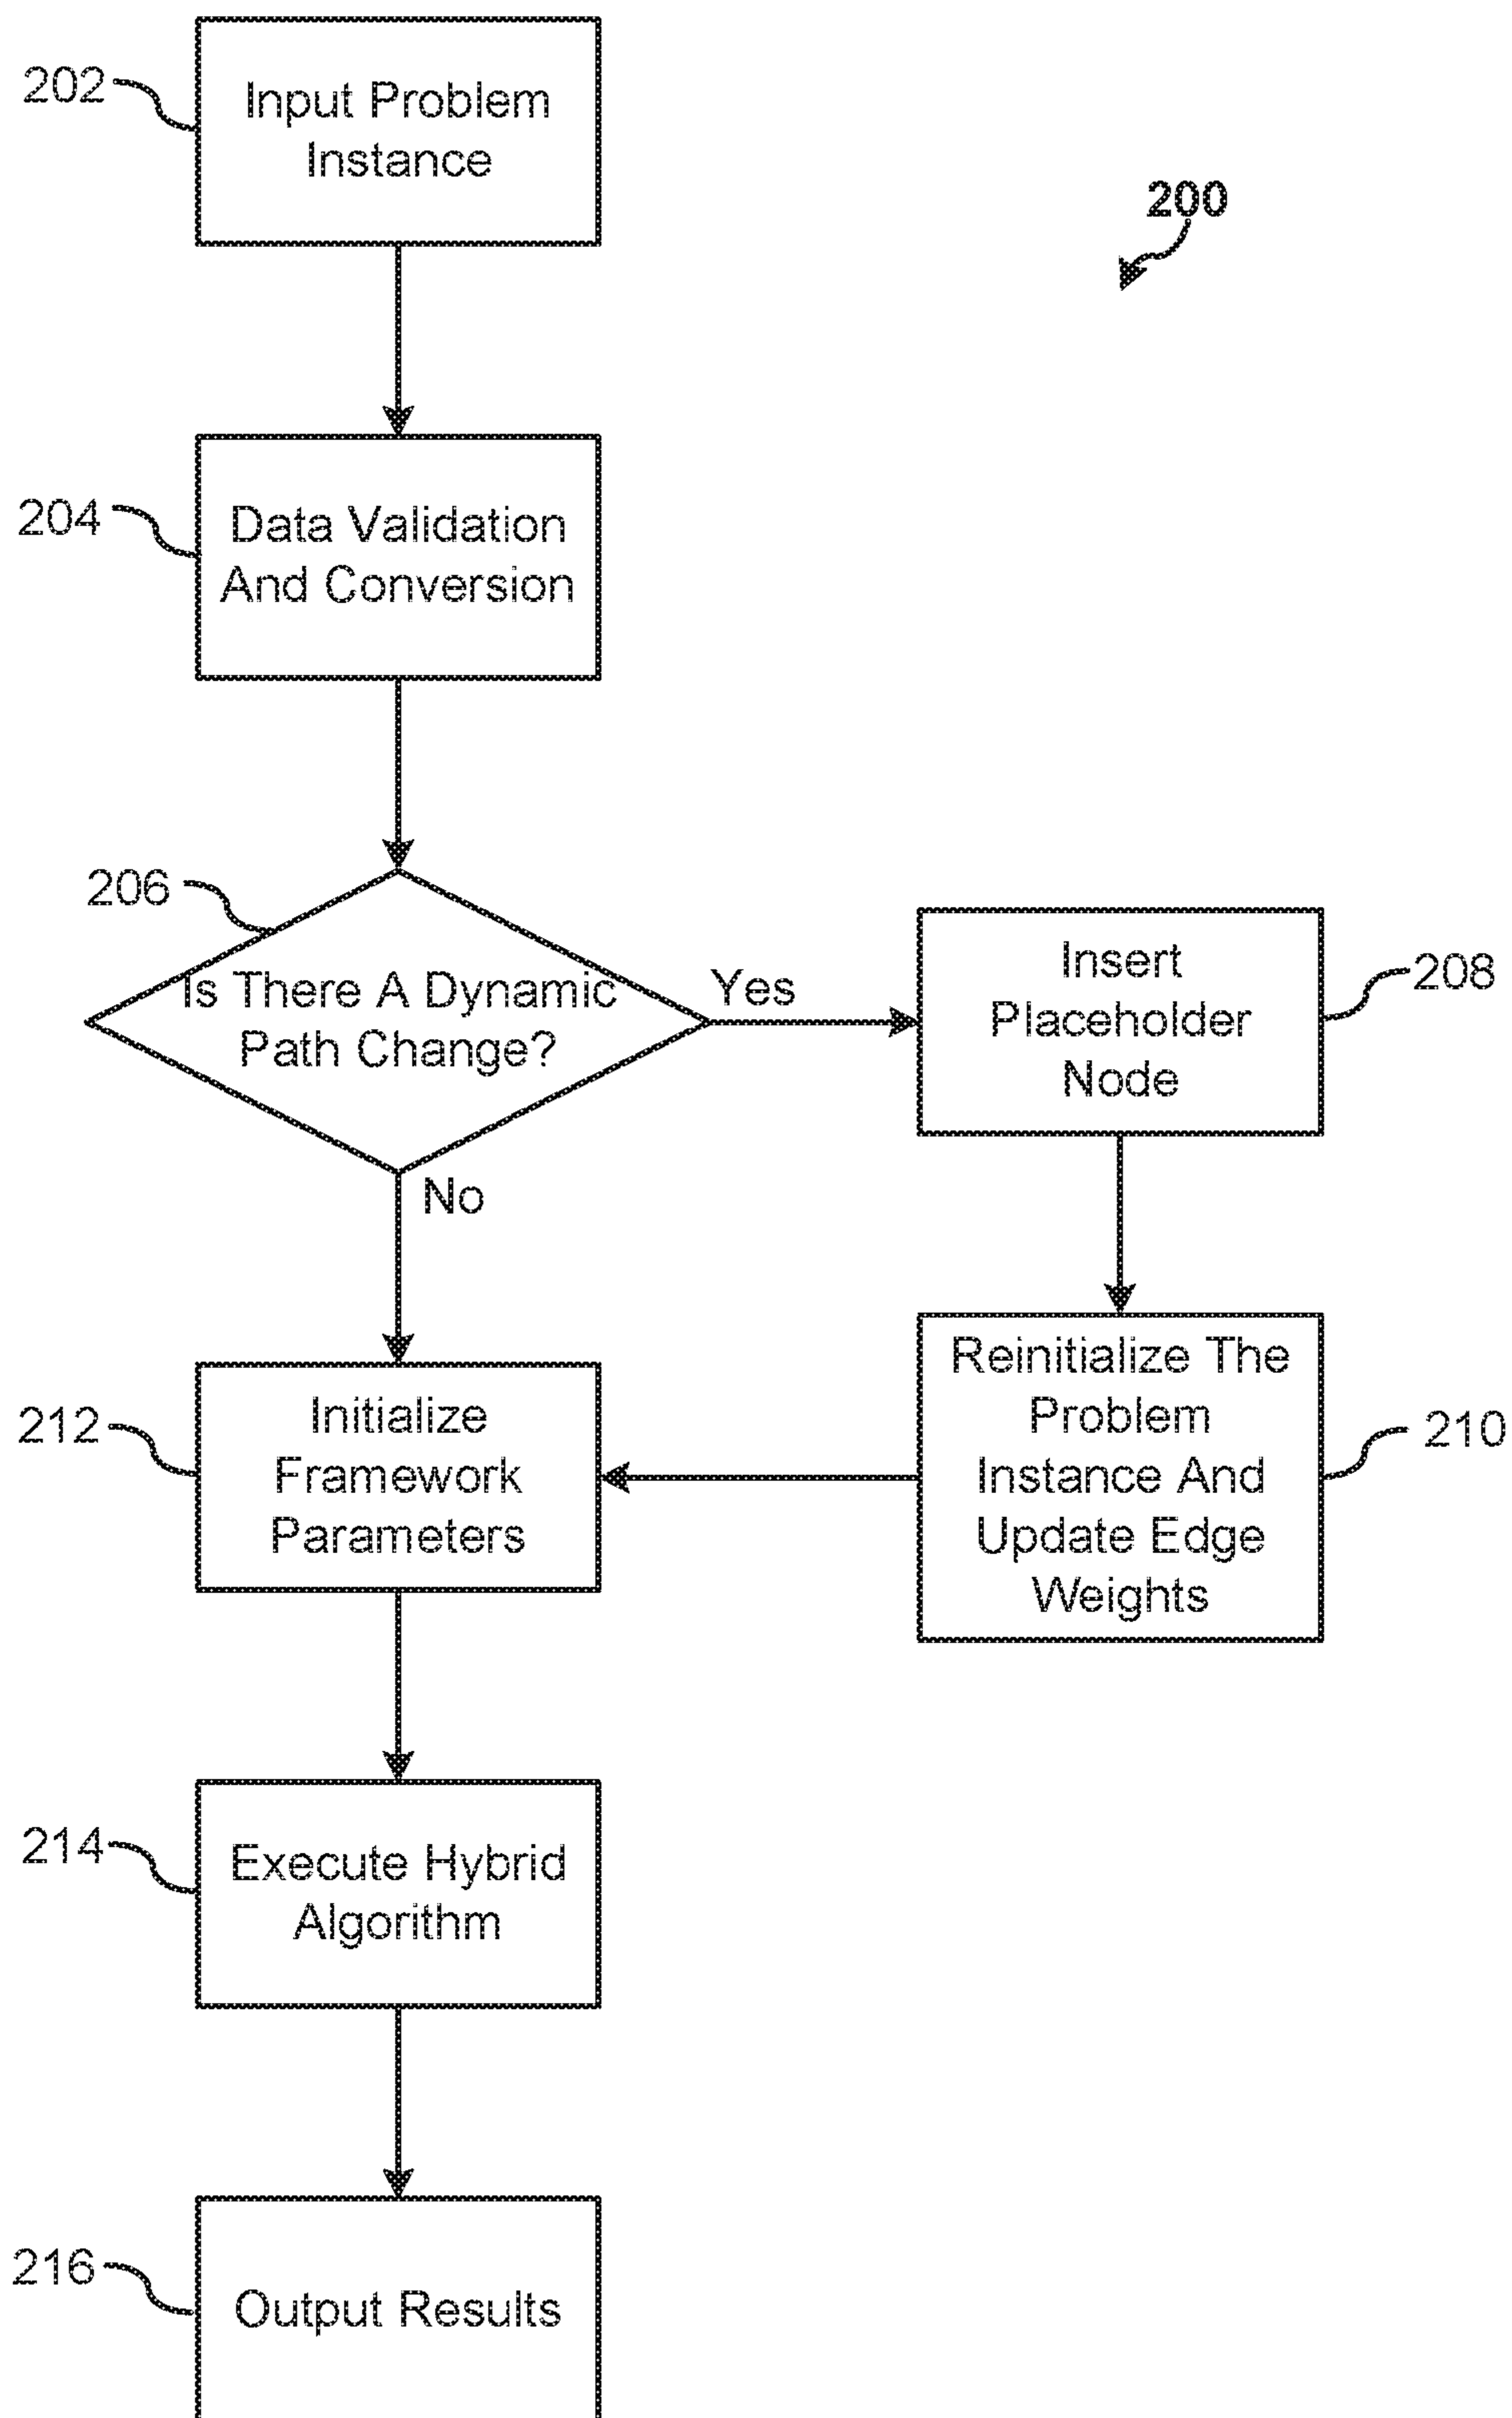 202
Input Problem
Instance
200
204
Data Validation
And Conversion
206
Is There A Dynamic
Path Change?
Yes
No
Insert
Placeholder
Node
208
Reinitialize The
Problem
Instance And
Update Edge
Weights
210
212
Initialize
Framework
Parameters
214
Execute Hybrid
Algorithm
216
Output Results